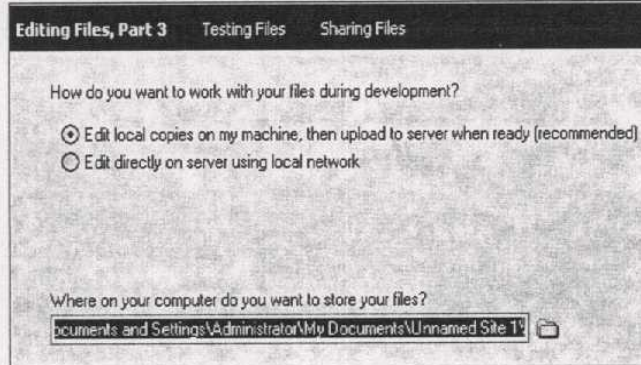 Editing Files, Part 3 Testing Files Sharing Files
How do you want to work with your files during development?
Edit local copies on my machine, then upload to server when ready (recommended)
Edit directly on server using local network
Where on your computer do you want to store your files?
ocuments and Settings\Administrator\My Documents\Unnamed Site 1\